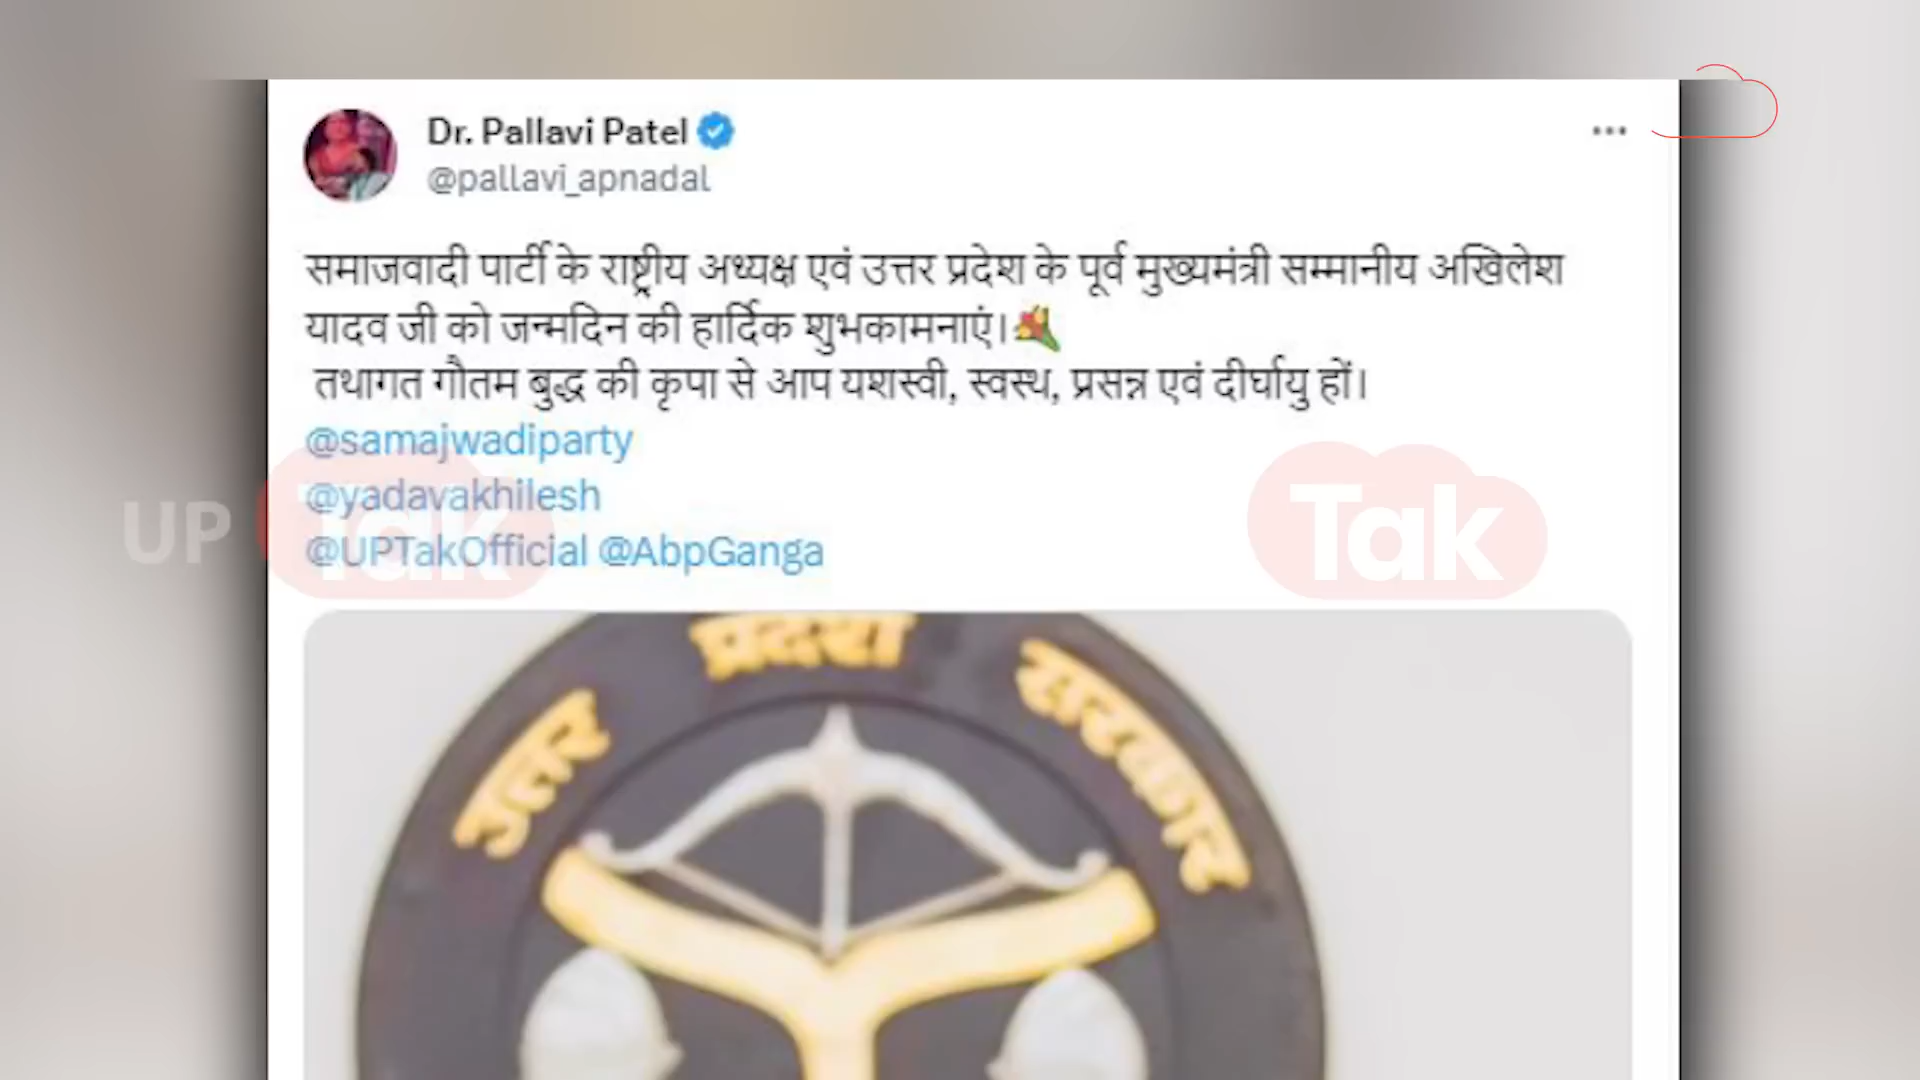 Dr. Pallavi Patel
@pallavi_apnadal
समाजवादी पार्टी के राष्ट्रीय अध्यक्ष एवं उत्तर प्रदेश के पूर्व मुख्यमंत्री सम्मानीय अखिलेश
यादव जी को जन्मदिन की हार्दिक शुभकामनाएं।
तथागत गौतम बुद्ध की कृपा से आप यशस्वी, स्वस्थ, प्रसन्न एवं दीर्घायु हों।
@samajwadiparty
@yadavakhilesh
@UPTakOfficial @AbpGanga
UP Tak
Tak
उत्तर प्रदेश सरकार